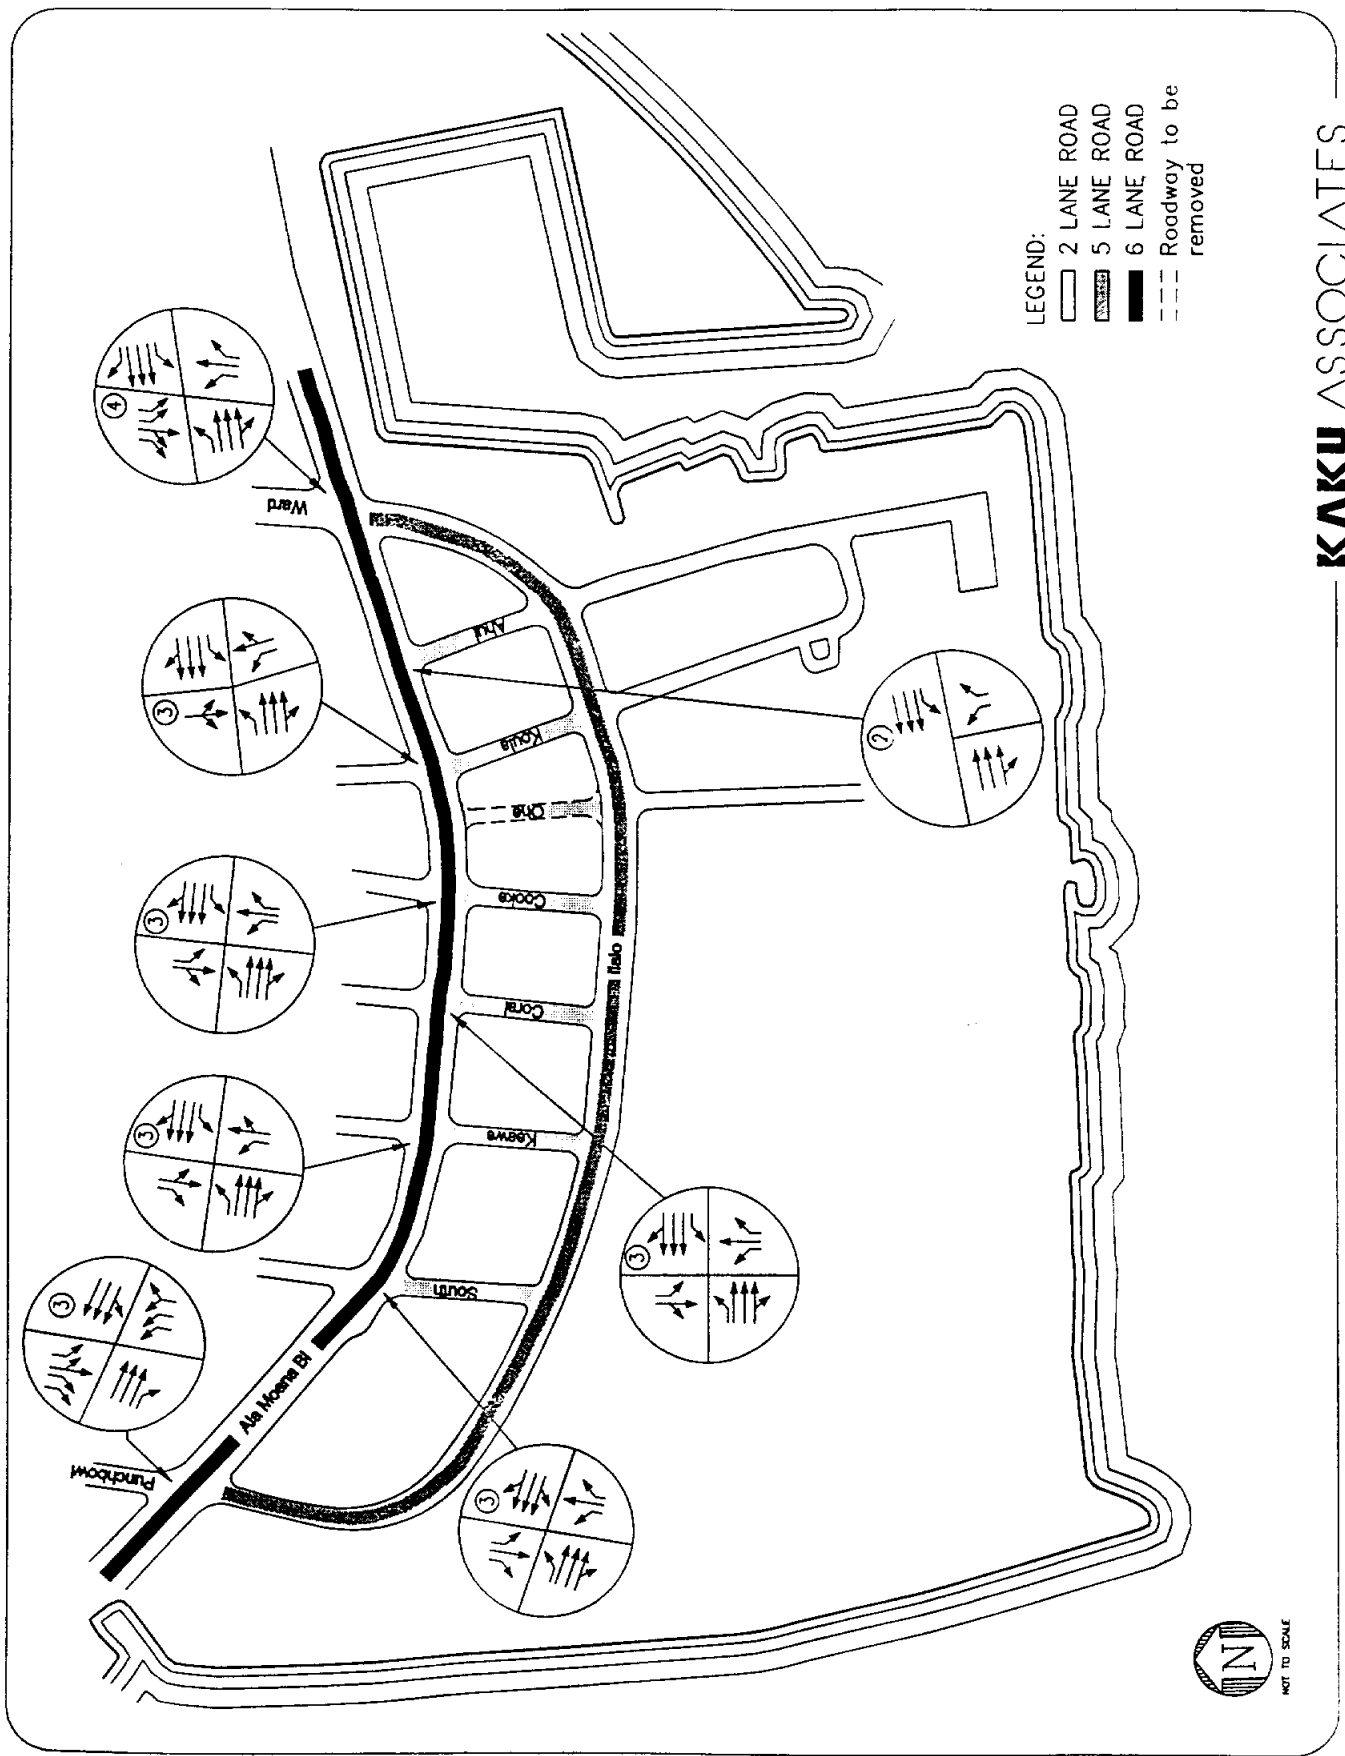 LEGEND:
2 LANE ROAD
5 LANE ROAD
6 LANE ROAD
Roadway to be
removed
KAKU ASSOCIATES
Ward
Ahui
Koula
Ohe
Cooke
Coral
Keawe
South
Ilalo
Ala Moana Bl
Punchbowl
4
3
3
3
3
3
3
2
N
NOT TO SCALE